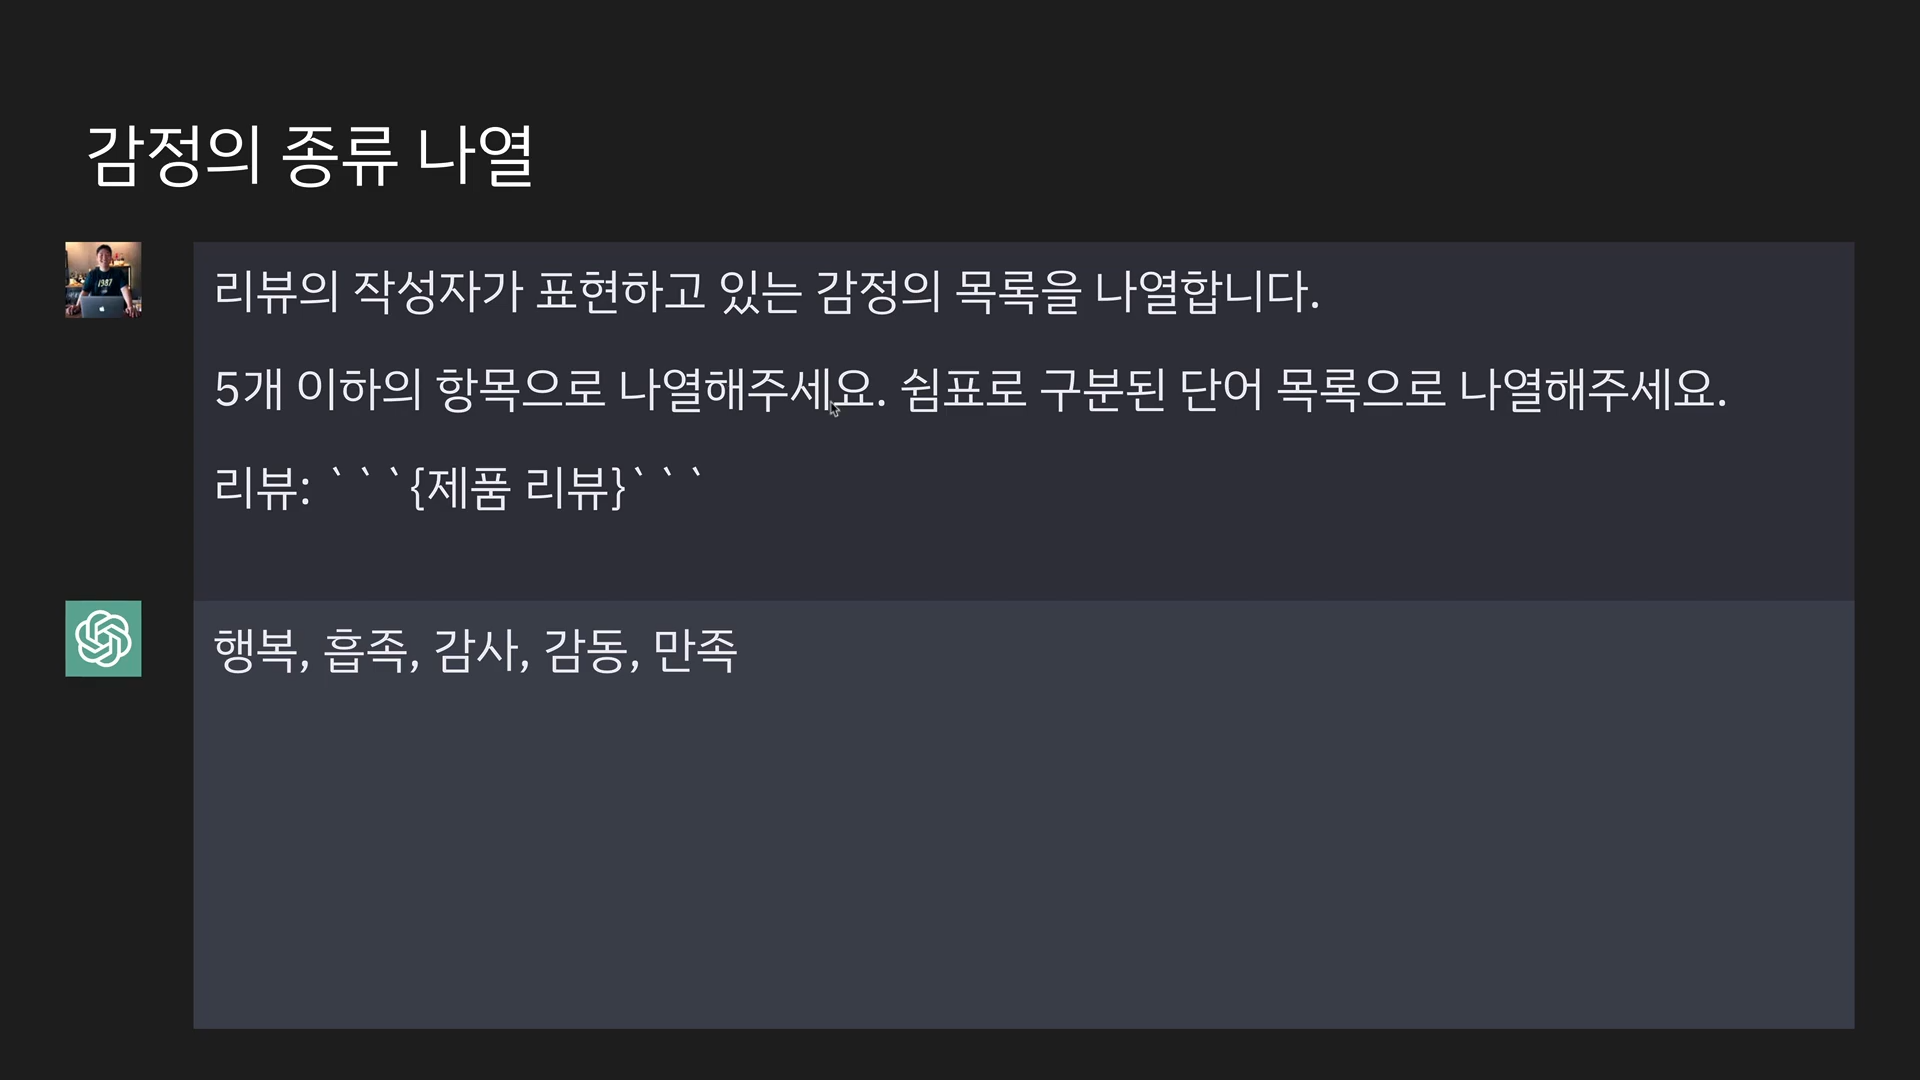 감정의 종류 나열
리뷰의 작성자가 표현하고 있는 감정의 목록을 나열합니다.
5개 이하의 항목으로 나열해주세요. 쉼표로 구분된 단어 목록으로 나열해주세요.
리뷰: ```{제품 리뷰}```
행복, 흡족, 감사, 감동, 만족